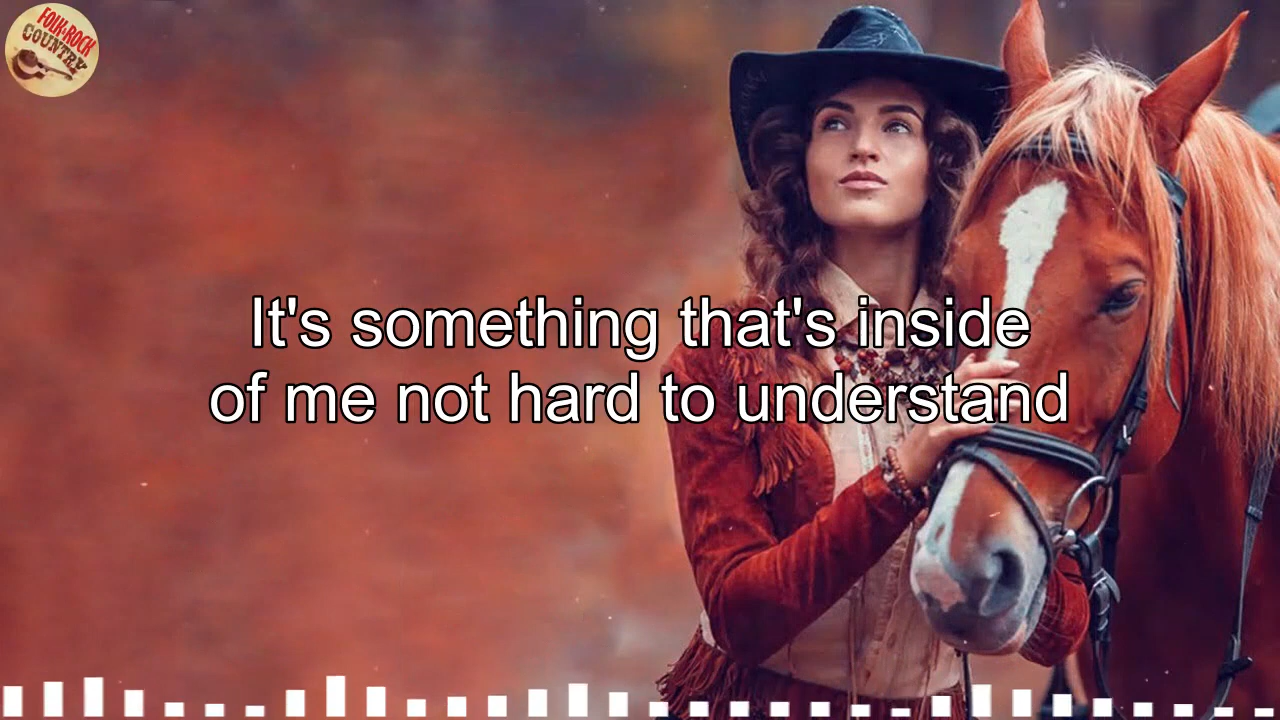 FOLK & ROCK
COUNTRY
It's something that's inside
of me not hard to understand